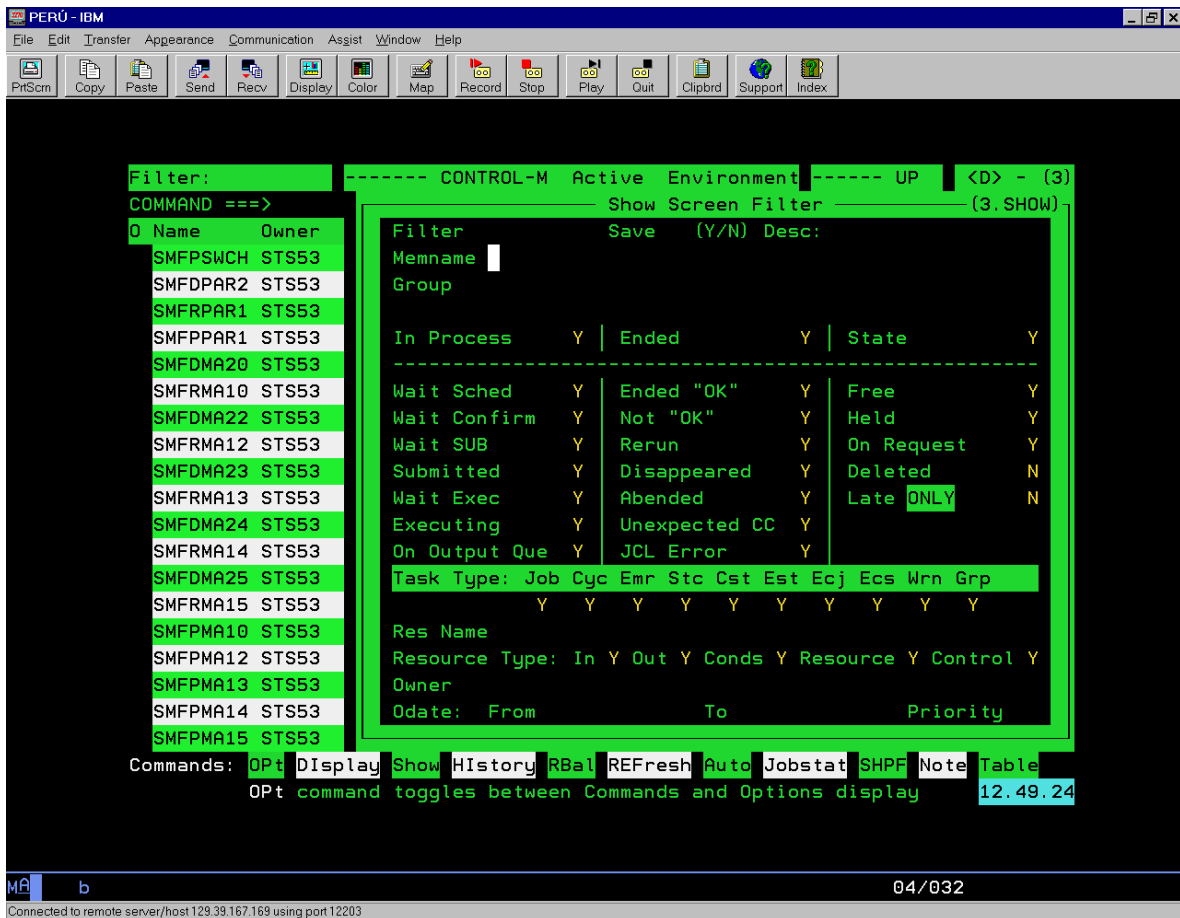 PERÚ - IBM
File Edit Transfer Appearance Communication Assist Window Help
PrtScrn Copy Paste Send Recv Display Color Map Record Stop Play Quit Clipbrd Support Index
Filter: ------- CONTROL-M Active Environment ------ UP <D> - (3)
COMMAND ===> Show Screen Filter (3.SHOW)
O Name Owner Filter Save (Y/N) Desc:
SMFPSWCH STS53 Memname
SMFDPAR2 STS53 Group
SMFRPAR1 STS53
SMFPPAR1 STS53 In Process Y | Ended Y | State Y
SMFDMA20 STS53 ------------------------------------------------------
SMFRMA10 STS53 Wait Sched Y | Ended "OK" Y | Free Y
SMFDMA22 STS53 Wait Confirm Y | Not "OK" Y | Held Y
SMFRMA12 STS53 Wait SUB Y | Rerun Y | On Request Y
SMFDMA23 STS53 Submitted Y | Disappeared Y | Deleted N
SMFRMA13 STS53 Wait Exec Y | Abended Y | Late ONLY N
SMFDMA24 STS53 Executing Y | Unexpected CC Y |
SMFRMA14 STS53 On Output Que Y | JCL Error Y |
SMFDMA25 STS53 Task Type: Job Cyc Emr Stc Cst Est Ecj Ecs Wrn Grp
SMFRMA15 STS53 Y Y Y Y Y Y Y Y Y Y
SMFPMA10 STS53 Res Name
SMFPMA12 STS53 Resource Type: In Y Out Y Conds Y Resource Y Control Y
SMFPMA13 STS53 Owner
SMFPMA14 STS53 Odate: From To Priority
SMFPMA15 STS53
Commands: OPt DIsplay Show HIstory RBal REFresh Auto Jobstat SHPF Note Table
OPt command toggles between Commands and Options display 12.49.24
MA b 04/032
Connected to remote server/host 129.39.167.169 using port 12203